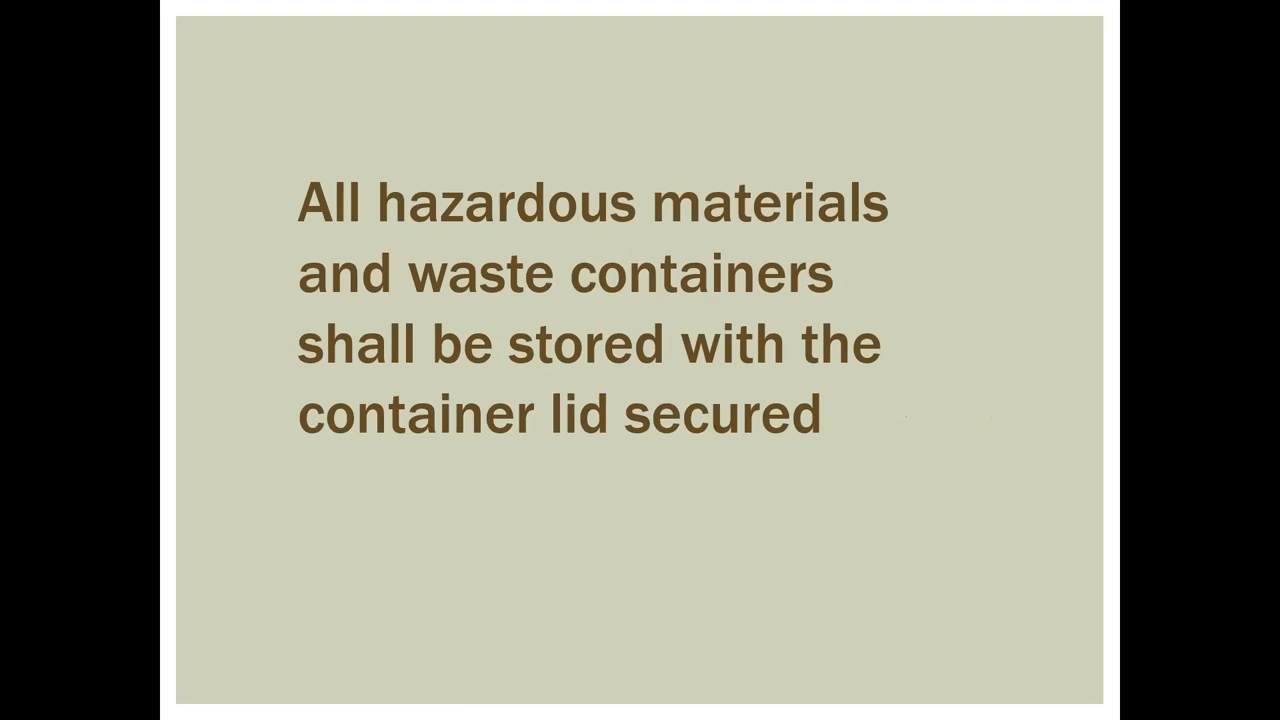 All hazardous materials
and waste containers
shall be stored with the
container lid secured